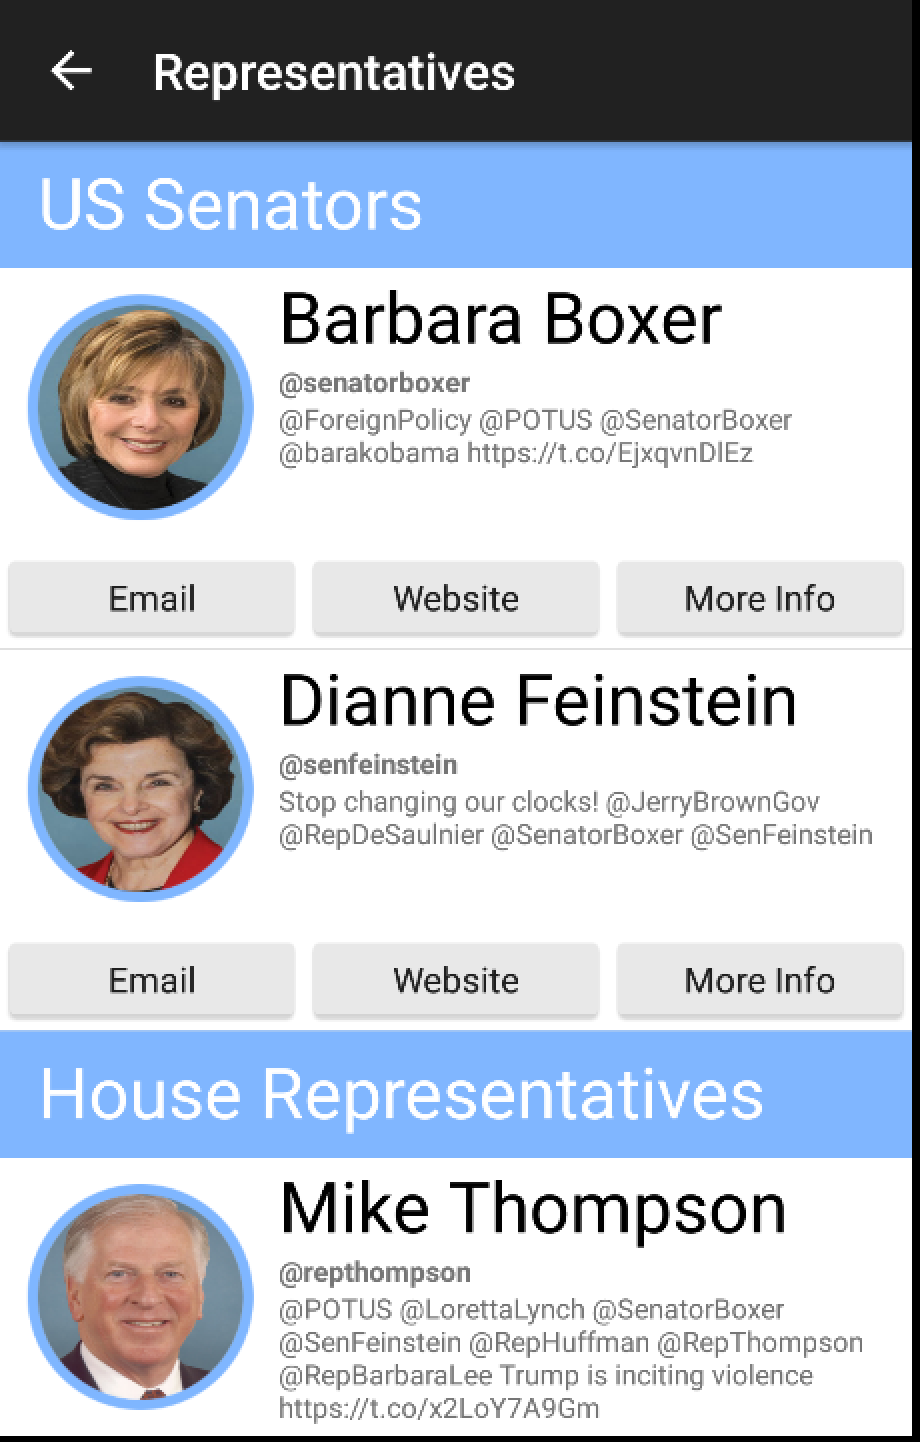 Representatives
US Senators
Barbara Boxer
@senatorboxer
@ForeignPolicy @POTUS @SenatorBoxer
@barakobama https://t.co/EjxqvnDlEz
Email Website More Info
Dianne Feinstein
@senfeinstein
Stop changing our clocks! @JerryBrownGov
@RepDeSaulnier @SenatorBoxer @SenFeinstein
Email Website More Info
House Representatives
Mike Thompson
@repthompson
@POTUS @LorettaLynch @SenatorBoxer
@SenFeinstein @RepHuffman @RepThompson
@RepBarbaraLee Trump is inciting violence
https://t.co/x2LoY7A9Gm